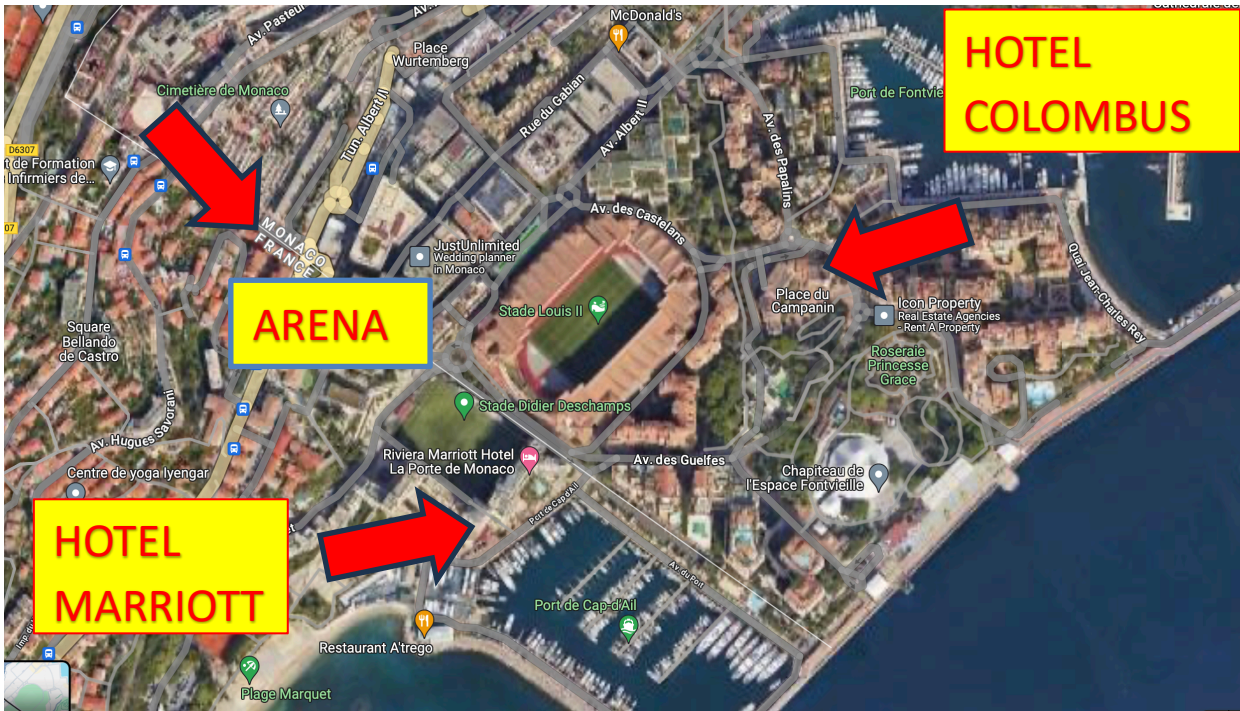 McDonald's
HOTEL
COLOMBUS
Av. Pasteur
Av.
Place
Wurtemberg
Cimetière de Monaco
Port de Fontvie
Rue du Gabian
Av. Albert II
Tun. Albert II
Av. des Papalins
D6307
t de Formation
Infirmiers de...
07
Av. des Castelans
MONACO
FRANCE
JustUnlimited
Wedding planner
in Monaco
Quai Jean-Charles Rey
ARENA
Stade Louis II
Place du
Campanin
Icon Property
Real Estate Agencies
- Rent A Property
Square
Bellando
de Castro
Roseraie
Princesse
Grace
Stade Didier Deschamps
Av. Hugues Savorani
Riviera Marriott Hotel
La Porte de Monaco
Av. des Guelfes
Centre de yoga Iyengar
Chapiteau de
l'Espace Fontvieille
Port de Cap d'Ail
et
HOTEL
MARRIOTT
Av. du Port
Port de Cap-d'Ail
Restaurant A'trego
Plage Marquet